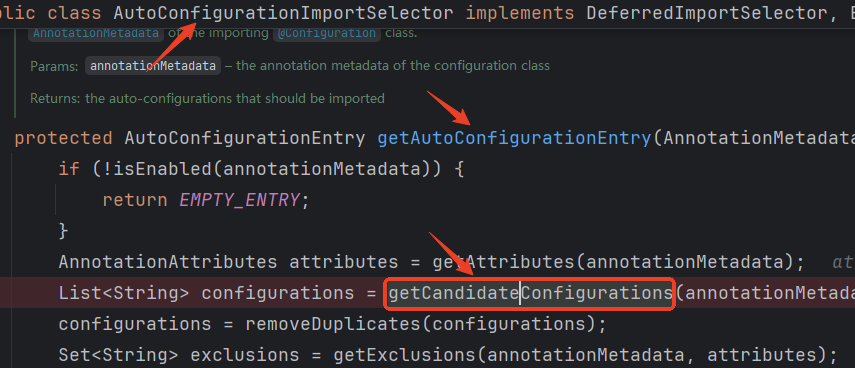 blic class AutoConfigurationImportSelector implements DeferredImportSelector, E
AnnotationMetadata of the importing @Configuration class.
Params: annotationMetadata – the annotation metadata of the configuration class
Returns: the auto-configurations that should be imported
protected AutoConfigurationEntry getAutoConfigurationEntry(AnnotationMetadata
if (!isEnabled(annotationMetadata)) {
return EMPTY_ENTRY;
}
AnnotationAttributes attributes = getAttributes(annotationMetadata); at
List<String> configurations = getCandidateConfigurations(annotationMetada
configurations = removeDuplicates(configurations);
Set<String> exclusions = getExclusions(annotationMetadata, attributes);